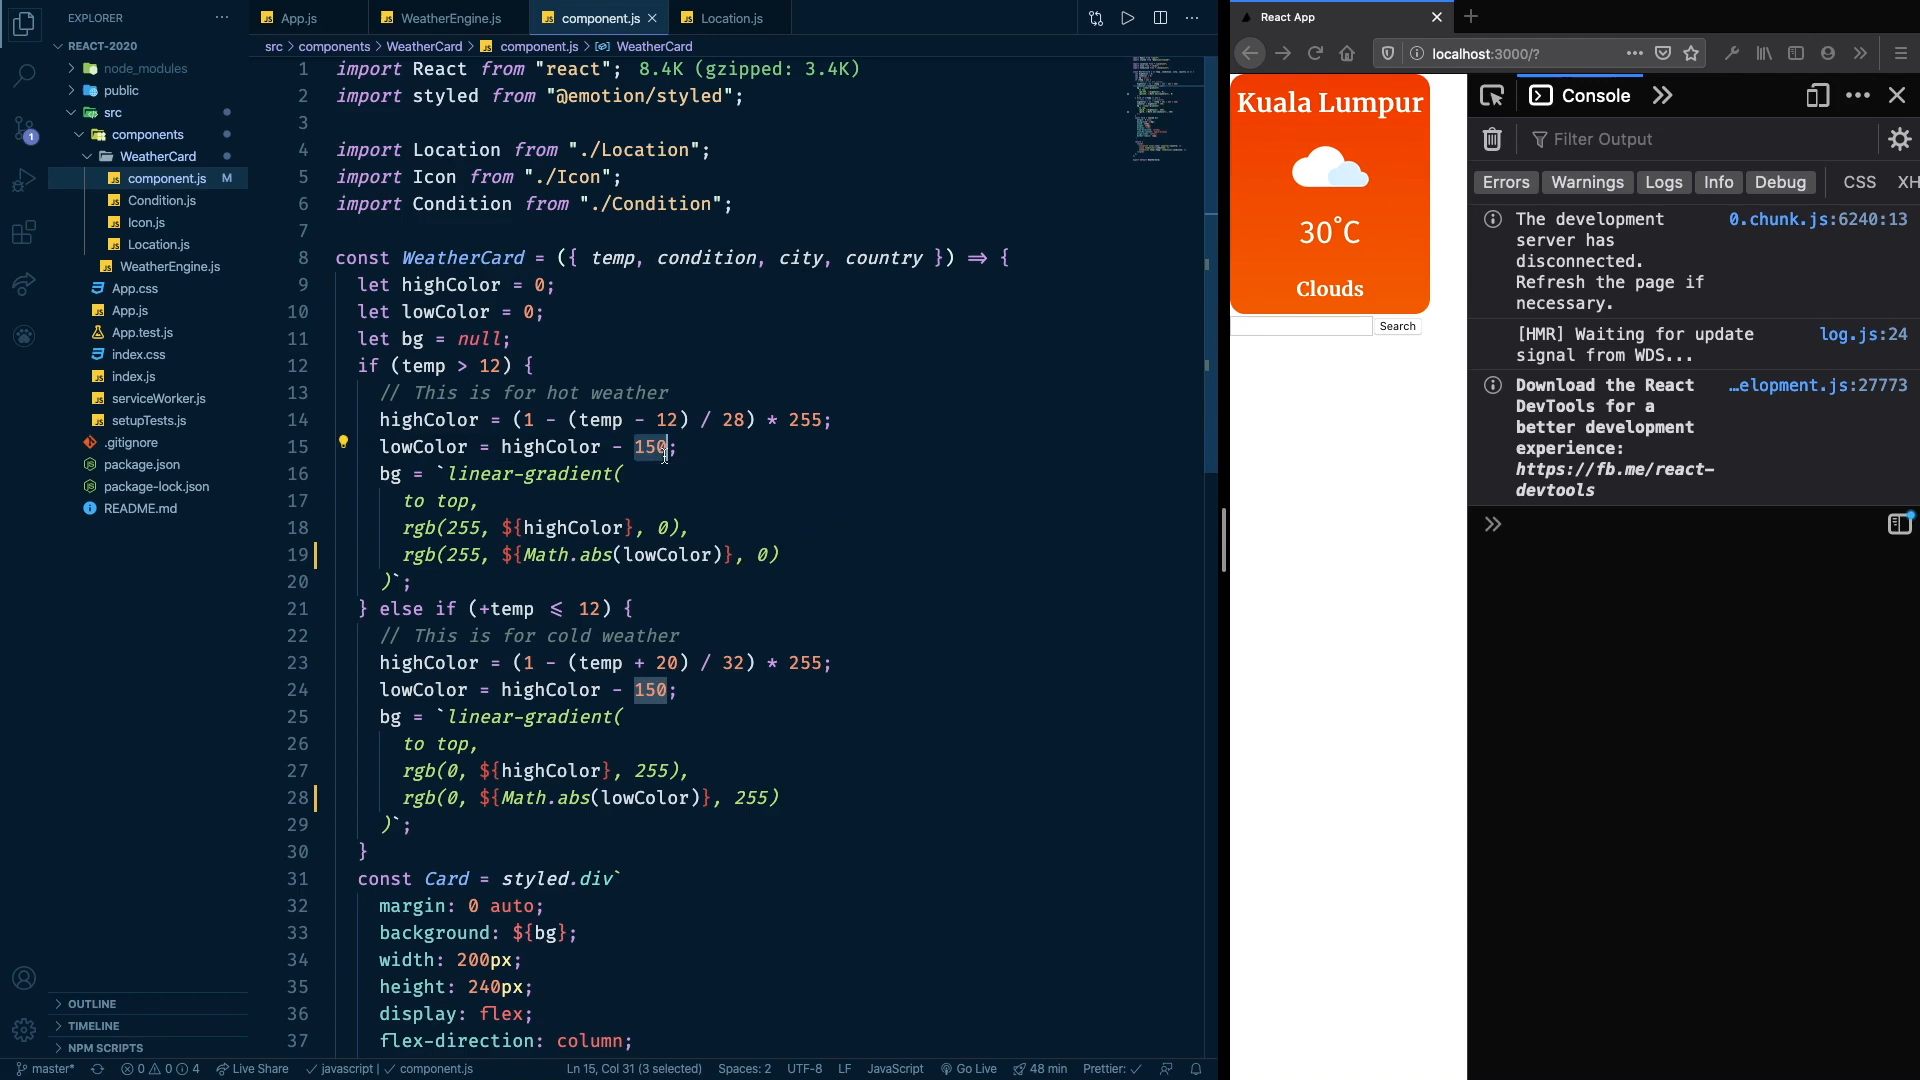 EXPLORER
REACT-2020
node_modules
public
src
components
WeatherCard
component.js M
Condition.js
Icon.js
Location.js
WeatherEngine.js
App.css
App.js
App.test.js
index.css
index.js
serviceWorker.js
setupTests.js
.gitignore
package.json
package-lock.json
README.md
OUTLINE
TIMELINE
NPM SCRIPTS
1
App.js
WeatherEngine.js
component.js
Location.js
src > components > WeatherCard > component.js > WeatherCard
1 import React from "react"; 8.4K (gzipped: 3.4K)
2 import styled from "@emotion/styled";
3
4 import Location from "./Location";
5 import Icon from "./Icon";
6 import Condition from "./Condition";
7
8 const WeatherCard = ({ temp, condition, city, country }) ⇒ {
9 let highColor = 0;
10 let lowColor = 0;
11 let bg = null;
12 if (temp > 12) {
13 // This is for hot weather
14 highColor = (1 - (temp - 12) / 28) * 255;
15 lowColor = highColor - 150;
16 bg = `linear-gradient(
17 to top,
18 rgb(255, ${highColor}, 0),
19 rgb(255, ${Math.abs(lowColor)}, 0)
20 )`;
21 } else if (+temp ≤ 12) {
22 // This is for cold weather
23 highColor = (1 - (temp + 20) / 32) * 255;
24 lowColor = highColor - 150;
25 bg = `linear-gradient(
26 to top,
27 rgb(0, ${highColor}, 255),
28 rgb(0, ${Math.abs(lowColor)}, 255)
29 )`;
30 }
31 const Card = styled.div`
32 margin: 0 auto;
33 background: ${bg};
34 width: 200px;
35 height: 240px;
36 display: flex;
37 flex-direction: column;
master* 0 0 4 Live Share javascript | component.js Ln 15, Col 31 (3 selected) Spaces: 2 UTF-8 LF JavaScript Go Live 48 min Prettier: ✓
React App
localhost:3000/?
Kuala Lumpur
30°C
Clouds
Search
Console
Filter Output
Errors Warnings Logs Info Debug CSS XH
The development 0.chunk.js:6240:13
server has
disconnected.
Refresh the page if
necessary.
[HMR] Waiting for update log.js:24
signal from WDS...
Download the React …elopment.js:27773
DevTools for a
better development
experience:
https://fb.me/react-
devtools